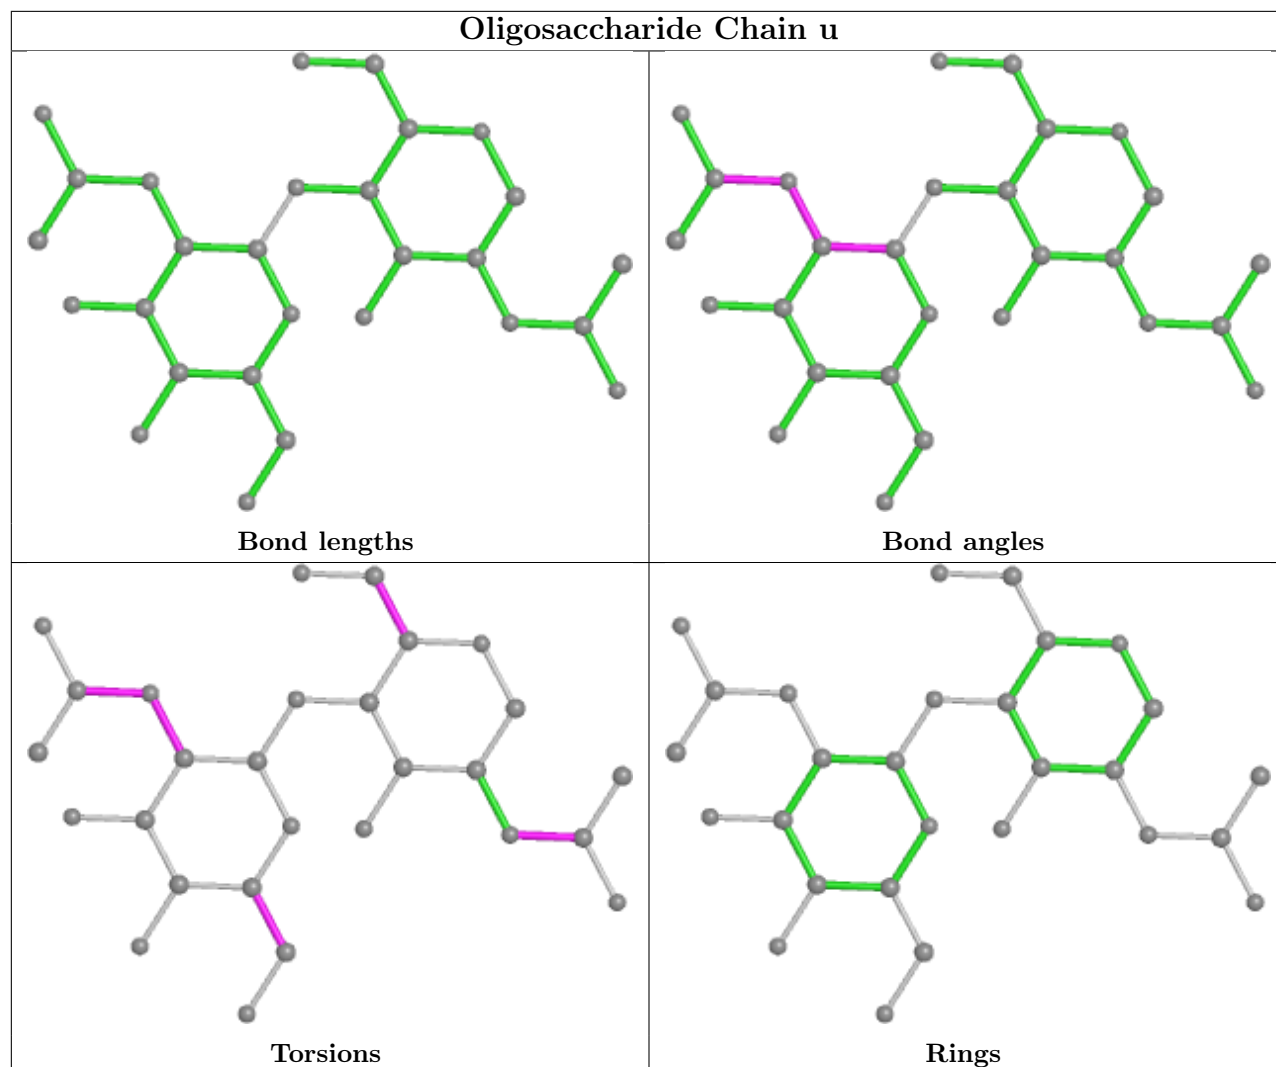 Oligosaccharide Chain u
Bond lengths
Bond angles
Torsions
Rings